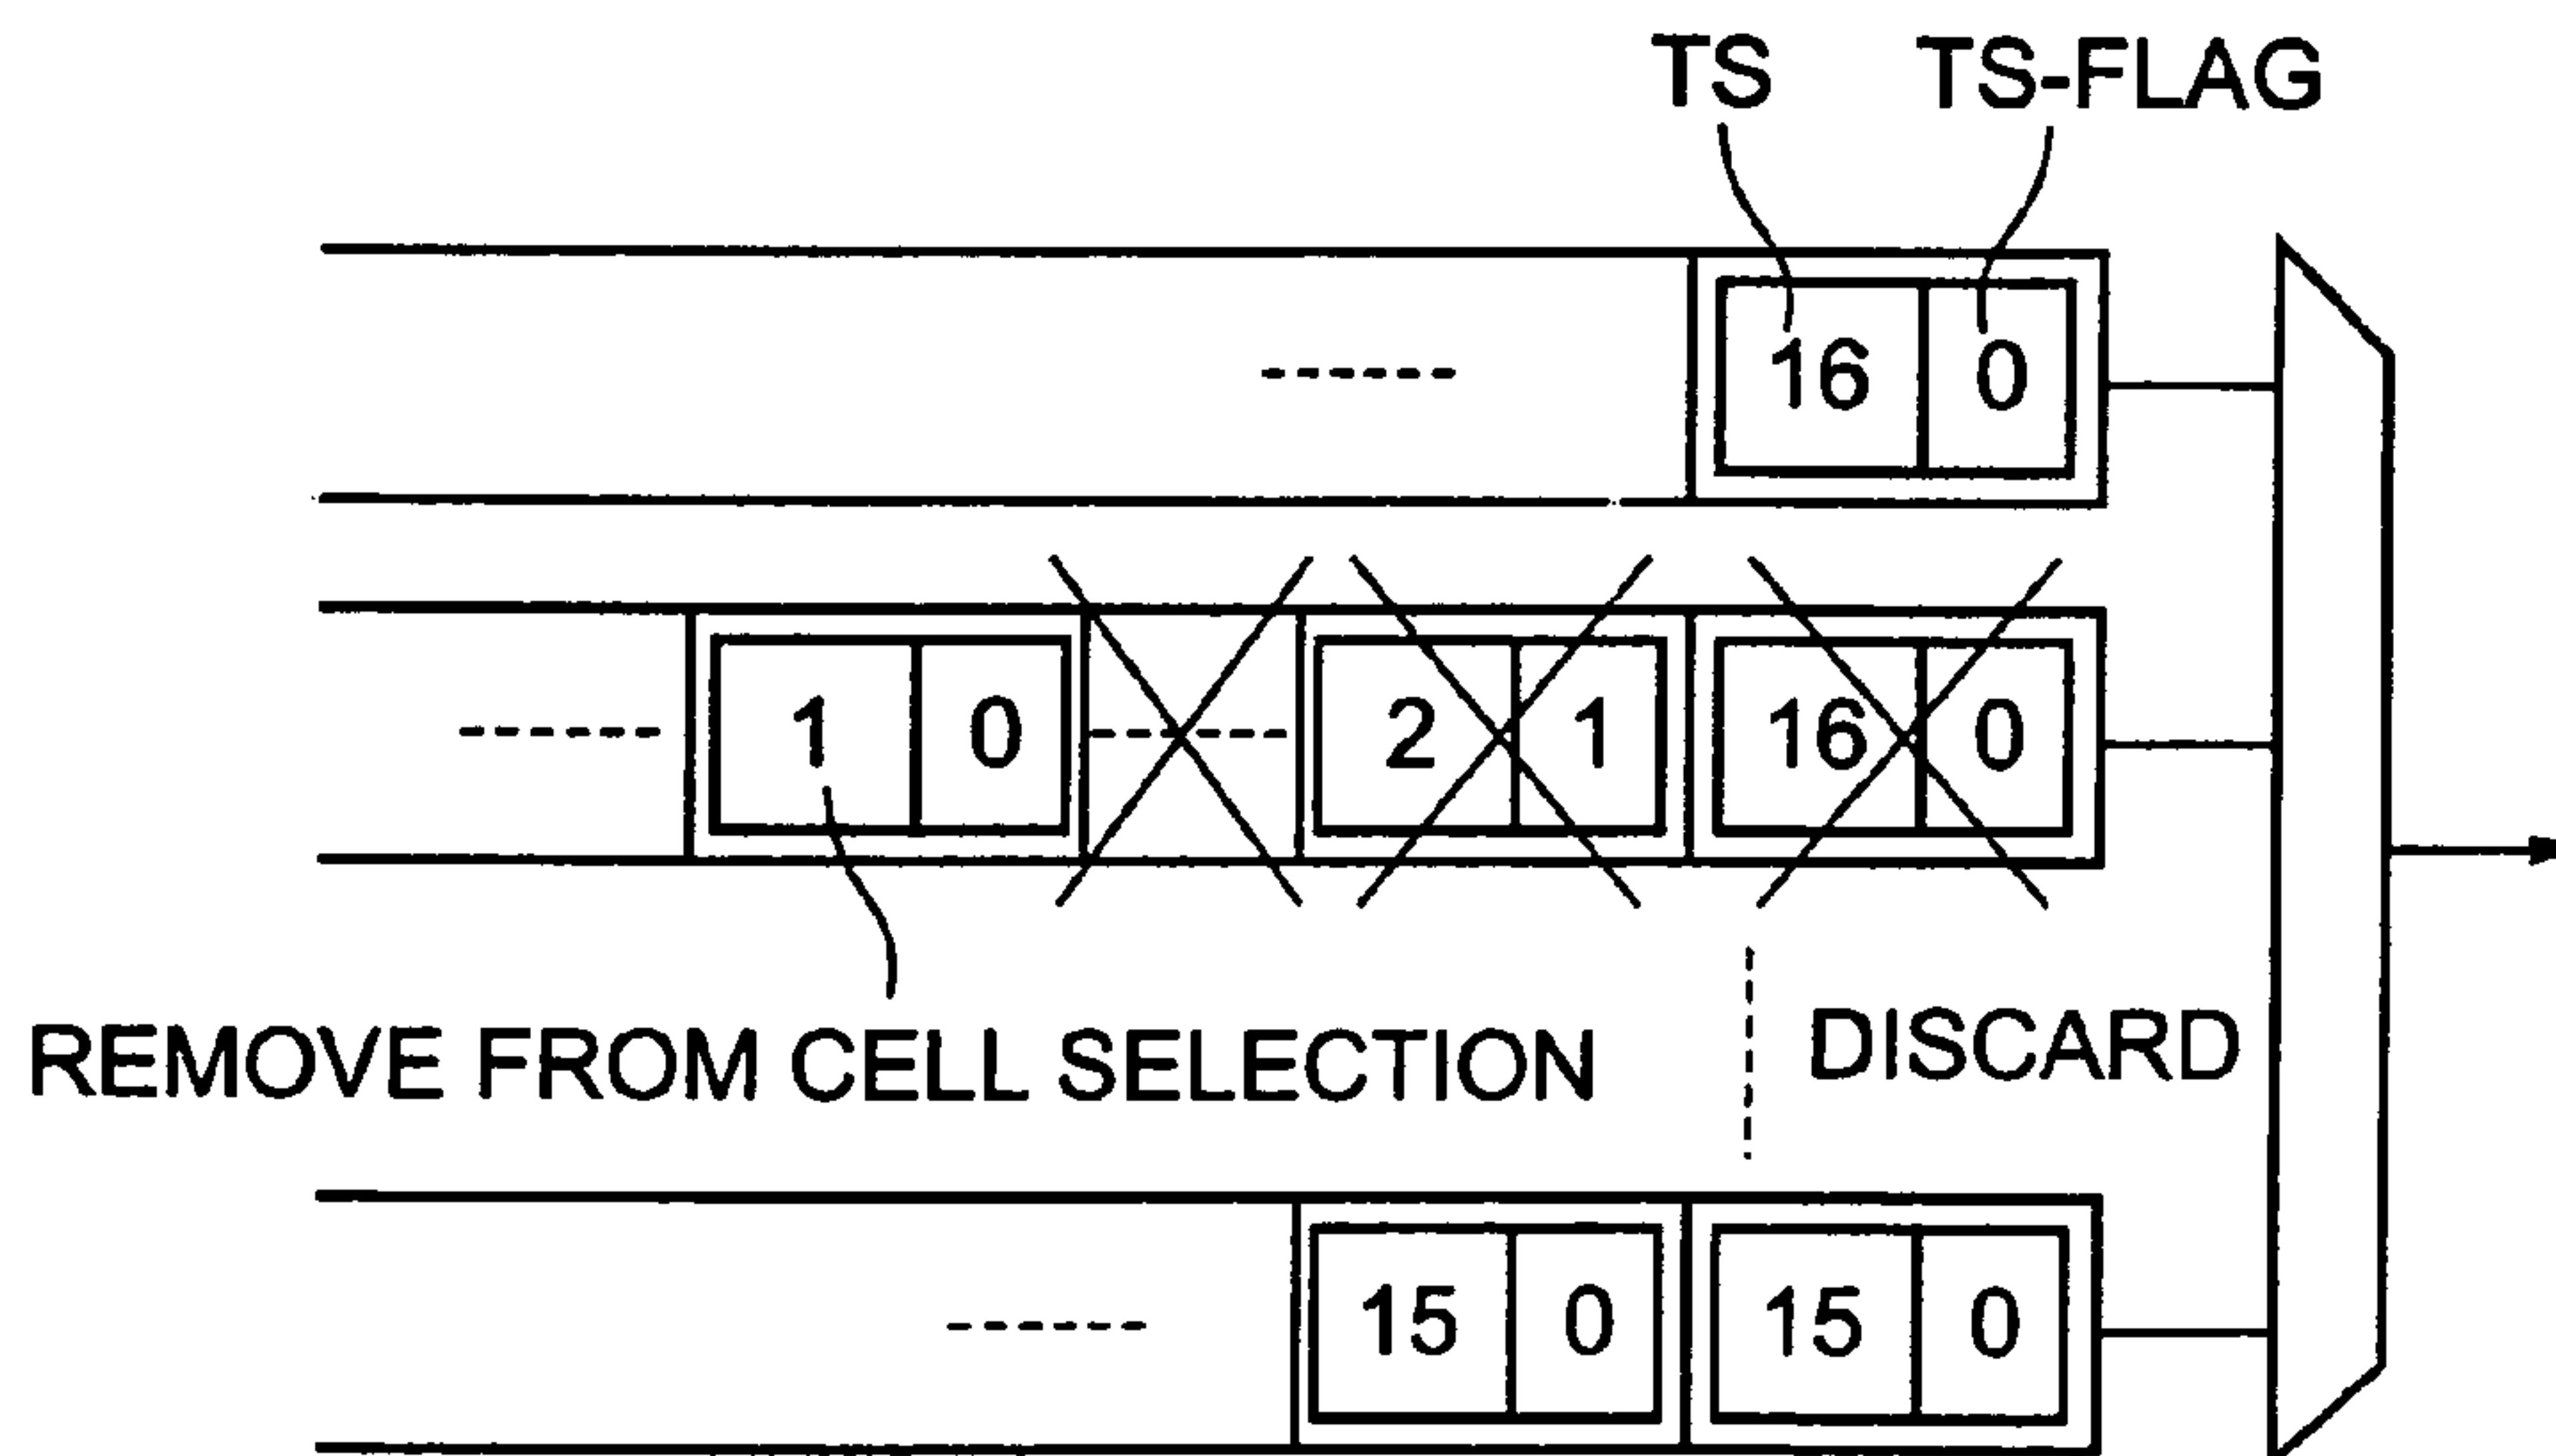 TS TS-FLAG
16 0
1 0 2 1 16 0
REMOVE FROM CELL SELECTION DISCARD
15 0 15 0